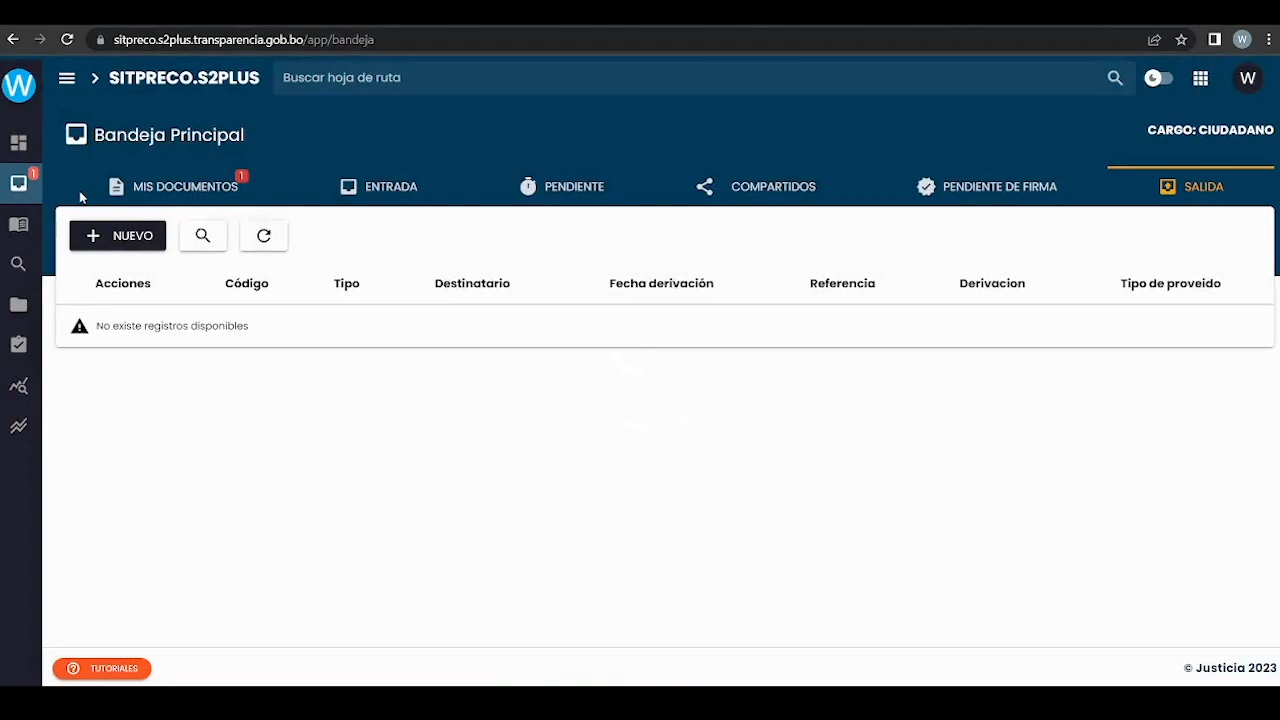 sitpreco.s2plus.transparencia.gob.bo/app/bandeja
W
W
SITPRECO.S2PLUS
Buscar hoja de ruta
W
Bandeja Principal
CARGO: CIUDADANO
1
MIS DOCUMENTOS 1
ENTRADA
PENDIENTE
COMPARTIDOS
PENDIENTE DE FIRMA
SALIDA
NUEVO
Acciones Código Tipo Destinatario Fecha derivación Referencia Derivacion Tipo de proveido
No existe registros disponibles
TUTORIALES
© Justicia 2023